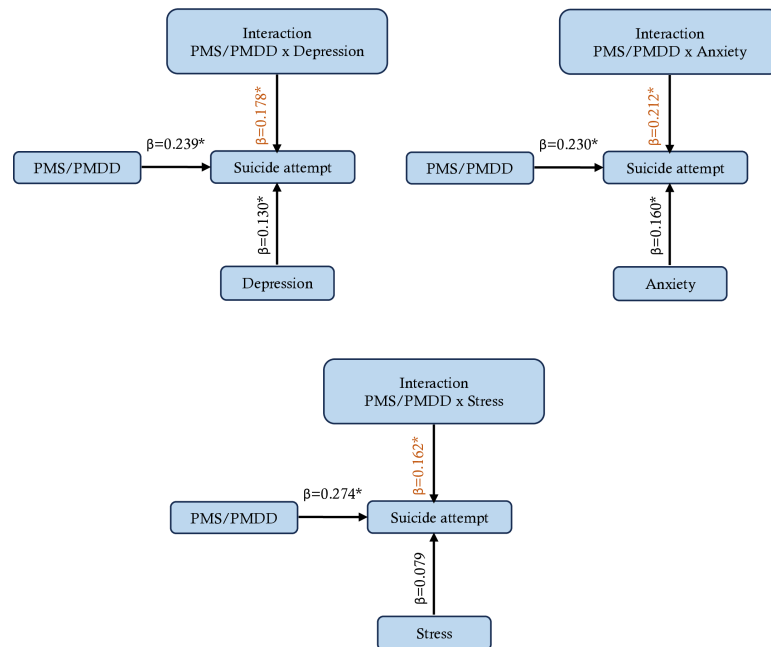 Interaction
PMS/PMDD x Depression
β=0.178*
β=0.239*
PMS/PMDD
Suicide attempt
β=0.130*
Depression
Interaction
PMS/PMDD x Anxiety
β=0.212*
β=0.230*
PMS/PMDD
Suicide attempt
β=0.160*
Anxiety
Interaction
PMS/PMDD x Stress
β=0.162*
β=0.274*
PMS/PMDD
Suicide attempt
β=0.079
Stress